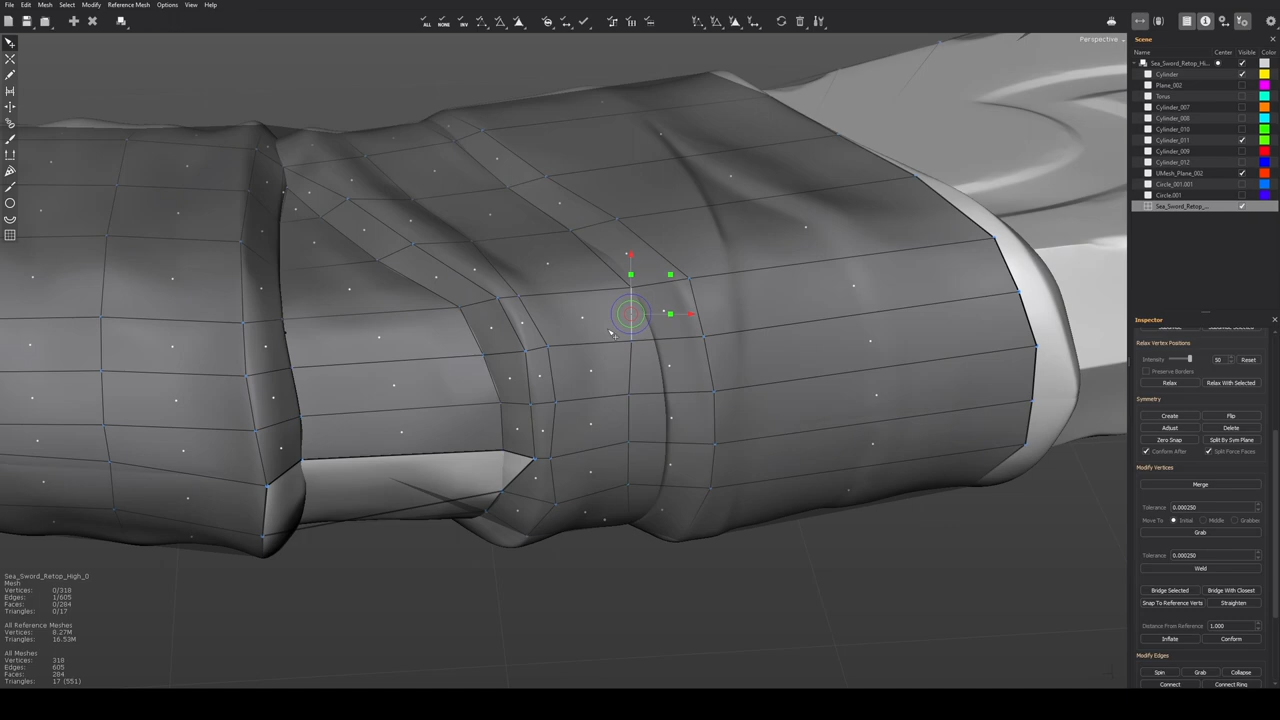 File Edit Mesh Select Modify Reference Mesh Options View Help
ALL NONE INV
Perspective
Scene
Name Center Visible Color
Sea_Sword_Retop_Hi...
Cylinder
Plane_002
Torus
Cylinder_007
Cylinder_008
Cylinder_010
Cylinder_011
Cylinder_009
Cylinder_012
UMesh_Plane_002
Circle_001.001
Circle.001
Sea_Sword_Retop_...
Inspector
Relax Vertex Positions
Intensity 50 Reset
Preserve Borders
Relax Relax With Selected
Symmetry
Create Flip
Adjust Delete
Zero Snap Split By Sym Plane
Conform After Split Force Faces
Modify Vertices
Merge
Tolerance 0.000250
Move To Initial Middle Grabber
Grab
Tolerance 0.000250
Weld
Bridge Selected Bridge With Closest
Snap To Reference Verts Straighten
Distance From Reference 1.000
Inflate Conform
Modify Edges
Spin Grab Collapse
Connect Connect Ring
Sea_Sword_Retop_High_0
Mesh
Vertices: 0/318
Edges: 1/605
Faces: 0/284
Triangles: 0/17
All Reference Meshes
Vertices: 8.27M
Triangles: 16.53M
All Meshes
Vertices: 318
Edges: 605
Faces: 284
Triangles: 17 (551)